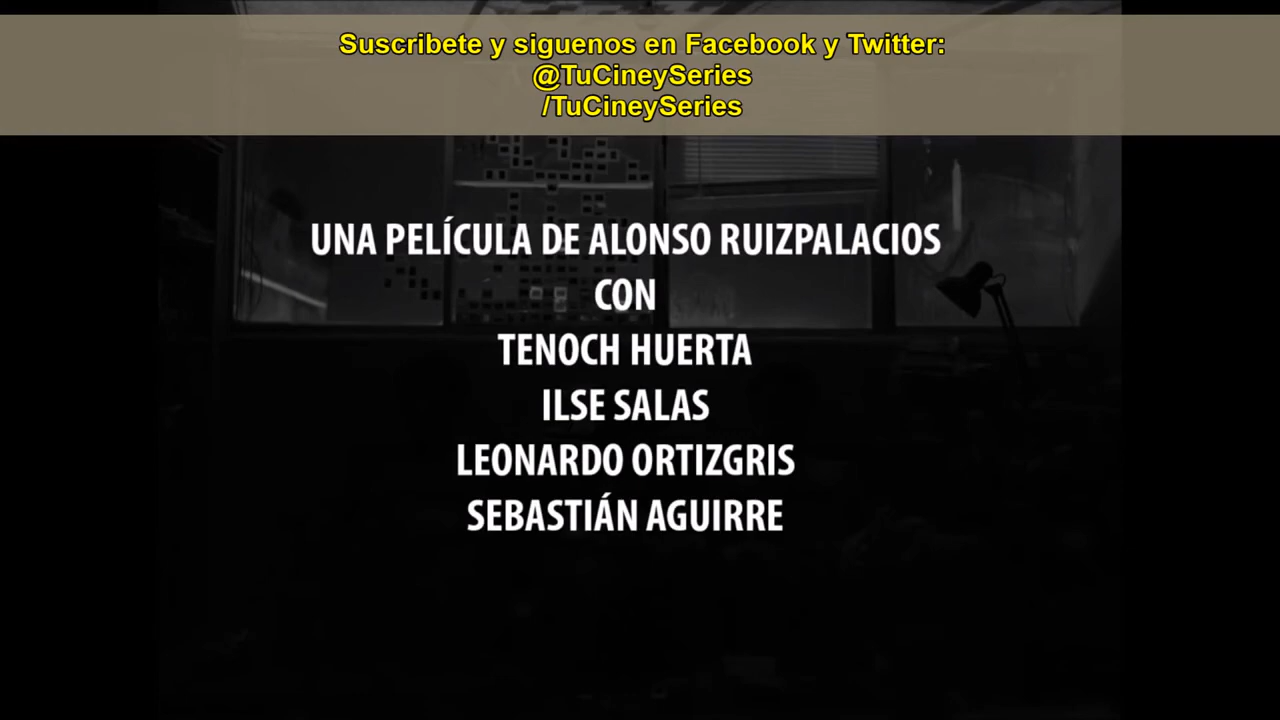 Suscribete y siguenos en Facebook y Twitter:
@TuCineySeries
/TuCineySeries
UNA PELÍCULA DE ALONSO RUIZPALACIOS
CON
TENOCH HUERTA
ILSE SALAS
LEONARDO ORTIZGRIS
SEBASTIÁN AGUIRRE